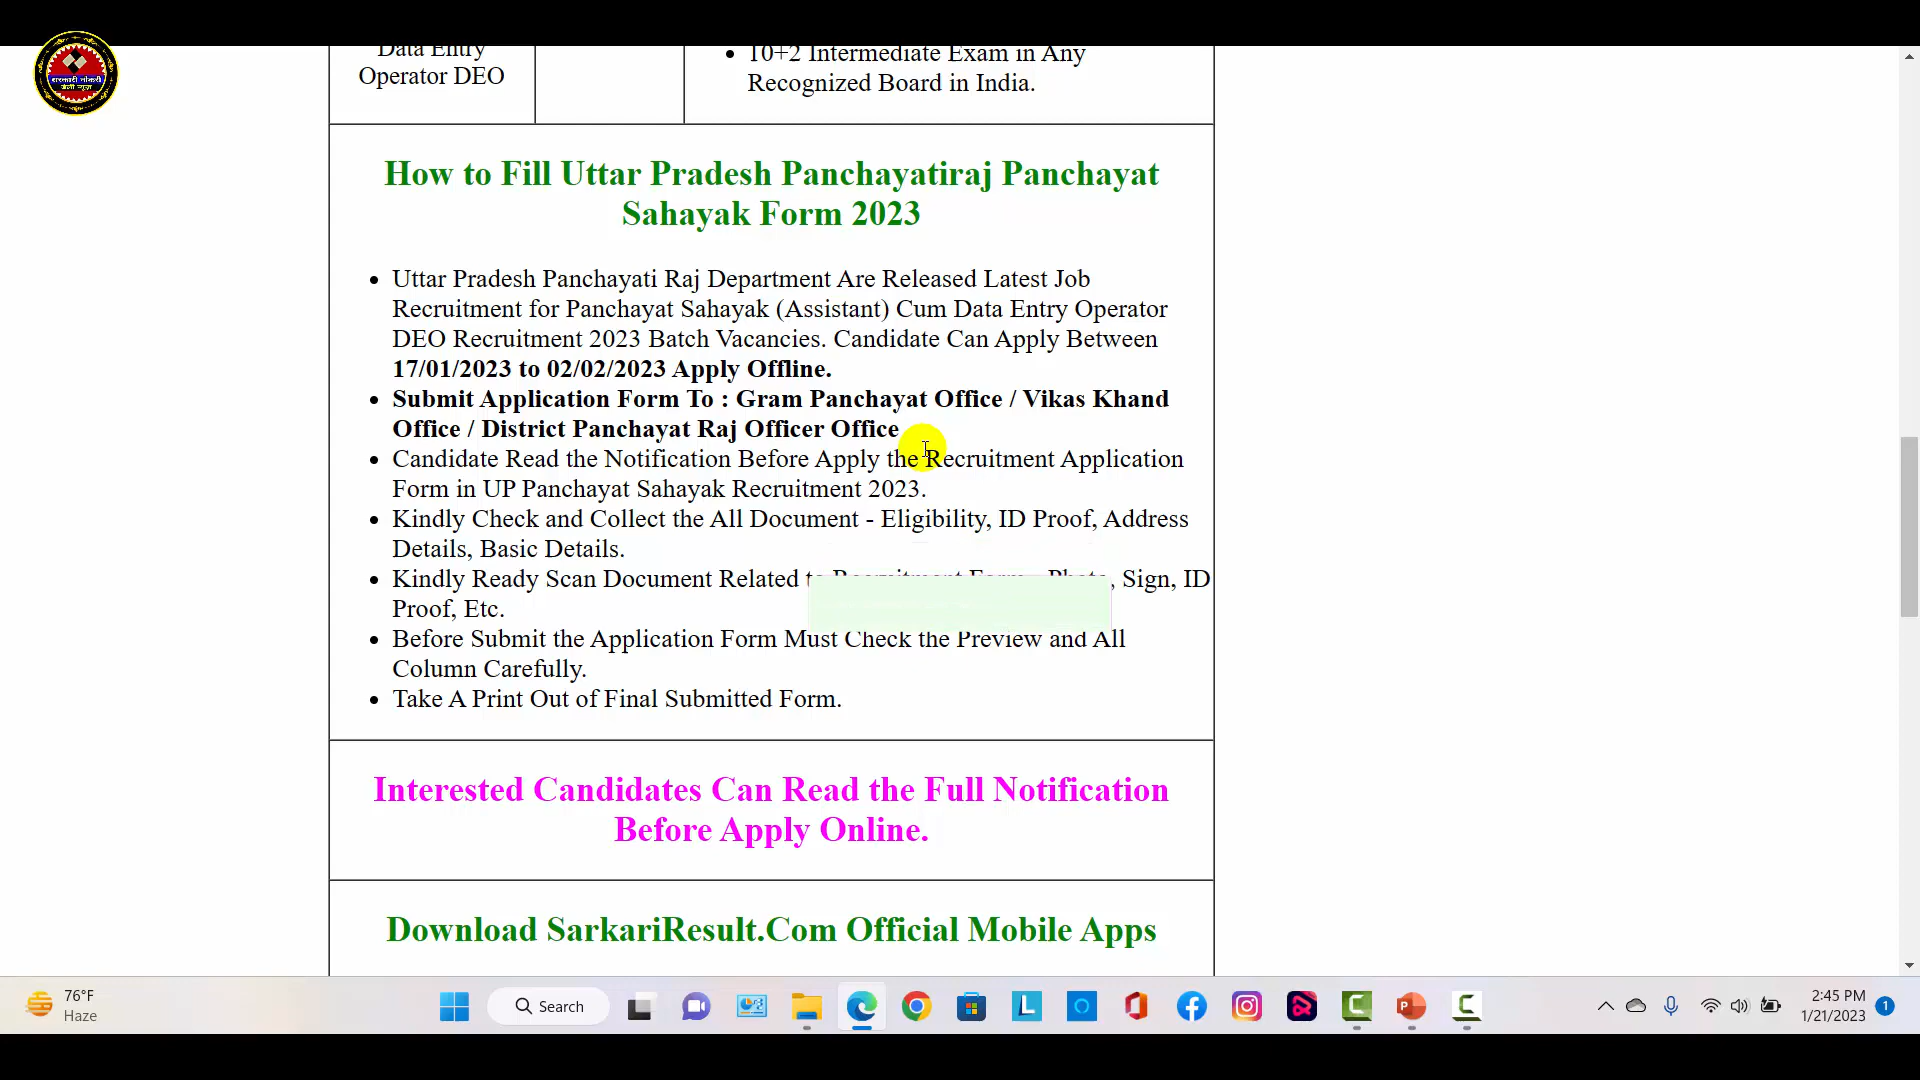 Data Entry
Operator DEO
• 10+2 Intermediate Exam in Any
Recognized Board in India.
सरकारी नौकरी
How to Fill Uttar Pradesh Panchayatiraj Panchayat
Sahayak Form 2023
• Uttar Pradesh Panchayati Raj Department Are Released Latest Job
Recruitment for Panchayat Sahayak (Assistant) Cum Data Entry Operator
DEO Recruitment 2023 Batch Vacancies. Candidate Can Apply Between
17/01/2023 to 02/02/2023 Apply Offline.
• Submit Application Form To : Gram Panchayat Office / Vikas Khand
Office / District Panchayat Raj Officer Office
• Candidate Read the Notification Before Apply the Recruitment Application
Form in UP Panchayat Sahayak Recruitment 2023.
• Kindly Check and Collect the All Document - Eligibility, ID Proof, Address
Details, Basic Details.
• Kindly Ready Scan Document Related to Recruitment Form - Photo, Sign, ID
Proof, Etc.
• Before Submit the Application Form Must Check the Preview and All
Column Carefully.
• Take A Print Out of Final Submitted Form.
Interested Candidates Can Read the Full Notification
Before Apply Online.
Download SarkariResult.Com Official Mobile Apps
76°F
Haze
Search
2:45 PM
1/21/2023
1